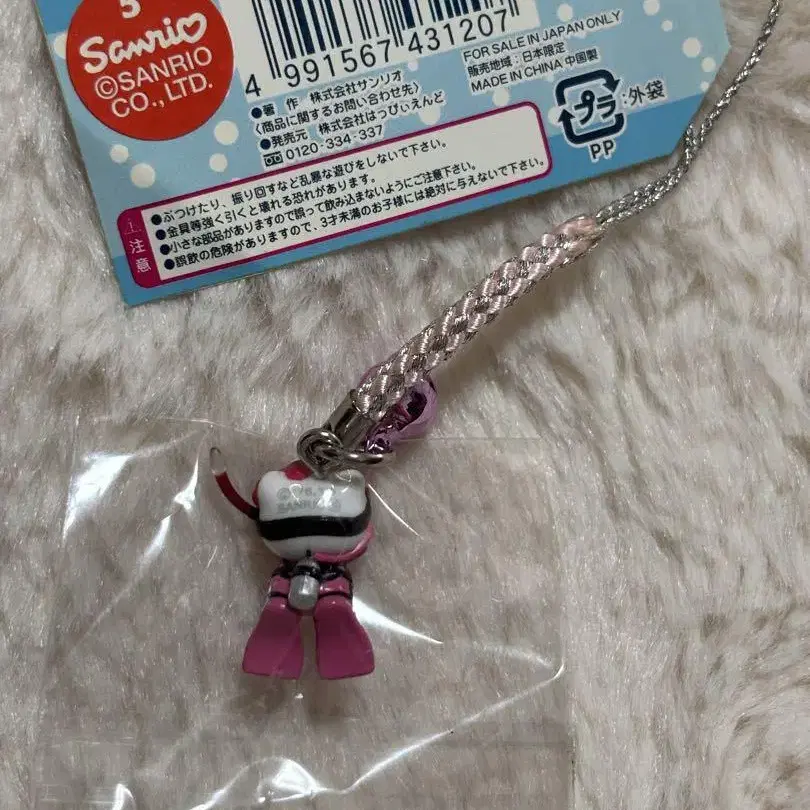 5
Sanrio
©SANRIO
CO., LTD.
4 991567 431207
FOR SALE IN JAPAN ONLY
販売地域：日本限定
MADE IN CHINA 中国製
●著 作 株式会社サンリオ
〈商品に関するお問い合わせ先〉
●発売元 株式会社はっぴぃえんど
0120-334-337
プラ
：外袋
PP
注意
●ぶつけたり、振り回すなど乱暴な遊びをしないで下さい。
●金具等強く引くと壊れる恐れがあります。
●小さな部品がありますので誤って飲み込まないようにご注意下さい。
●誤飲の危険がありますので、3才未満のお子様には絶対に与えないで下さい。
SANRIO